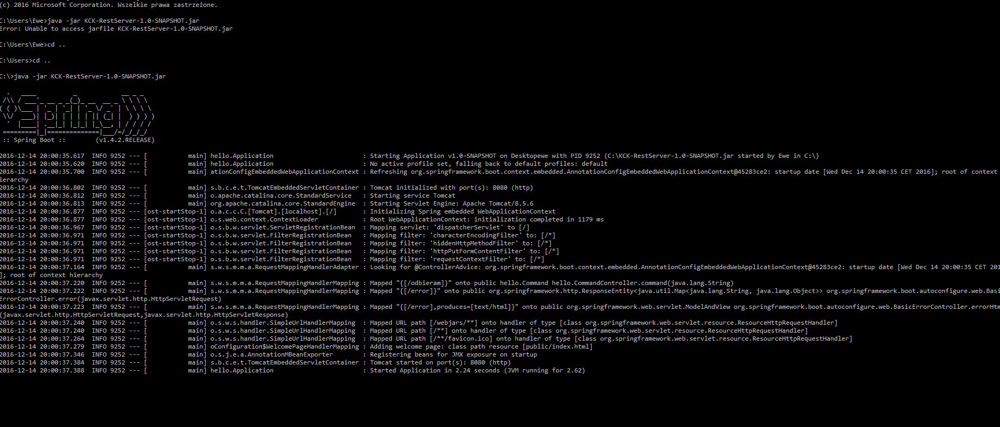 (c) 2016 Microsoft Corporation. Wszelkie prawa zastrzeżone.
C:\Users\Ewe>java -jar KCK-RestServer-1.0-SNAPSHOT.jar
Error: Unable to access jarfile KCK-RestServer-1.0-SNAPSHOT.jar
C:\Users\Ewe>cd ..
C:\Users>cd ..
C:\>java -jar KCK-RestServer-1.0-SNAPSHOT.jar
  .   ____          _            __ _ _
 /\\ / ___'_ __ _ _(_)_ __  __ _ \ \ \ \
( ( )\___ | '_ | '_| | '_ \/ _` | \ \ \ \
 \\/  ___)| |_)| | | | | || (_| |  ) ) ) )
  '  |____| .__|_| |_|_| |_\__, | / / / /
 =========|_|==============|___/=/_/_/_/
 :: Spring Boot ::        (v1.4.2.RELEASE)
2016-12-14 20:00:35.617  INFO 9252 --- [           main] hello.Application                        : Starting Application v1.0-SNAPSHOT on Desktopewe with PID 9252 (C:\KCK-RestServer-1.0-SNAPSHOT.jar started by Ewe in C:\)
2016-12-14 20:00:35.620  INFO 9252 --- [           main] hello.Application                        : No active profile set, falling back to default profiles: default
2016-12-14 20:00:35.700  INFO 9252 --- [           main] ationConfigEmbeddedWebApplicationContext : Refreshing org.springframework.boot.context.embedded.AnnotationConfigEmbeddedWebApplicationContext@45283ce2: startup date [Wed Dec 14 20:00:35 CET 2016]; root of context
ierarchy
2016-12-14 20:00:36.802  INFO 9252 --- [           main] s.b.c.e.t.TomcatEmbeddedServletContainer : Tomcat initialized with port(s): 8080 (http)
2016-12-14 20:00:36.812  INFO 9252 --- [           main] o.apache.catalina.core.StandardService   : Starting service Tomcat
2016-12-14 20:00:36.813  INFO 9252 --- [           main] org.apache.catalina.core.StandardEngine  : Starting Servlet Engine: Apache Tomcat/8.5.6
2016-12-14 20:00:36.877  INFO 9252 --- [ost-startStop-1] o.a.c.c.C.[Tomcat].[localhost].[/]       : Initializing Spring embedded WebApplicationContext
2016-12-14 20:00:36.877  INFO 9252 --- [ost-startStop-1] o.s.web.context.ContextLoader            : Root WebApplicationContext: initialization completed in 1179 ms
2016-12-14 20:00:36.967  INFO 9252 --- [ost-startStop-1] o.s.b.w.servlet.ServletRegistrationBean  : Mapping servlet: 'dispatcherServlet' to [/]
2016-12-14 20:00:36.971  INFO 9252 --- [ost-startStop-1] o.s.b.w.servlet.FilterRegistrationBean   : Mapping filter: 'characterEncodingFilter' to: [/*]
2016-12-14 20:00:36.971  INFO 9252 --- [ost-startStop-1] o.s.b.w.servlet.FilterRegistrationBean   : Mapping filter: 'hiddenHttpMethodFilter' to: [/*]
2016-12-14 20:00:36.971  INFO 9252 --- [ost-startStop-1] o.s.b.w.servlet.FilterRegistrationBean   : Mapping filter: 'httpPutFormContentFilter' to: [/*]
2016-12-14 20:00:36.971  INFO 9252 --- [ost-startStop-1] o.s.b.w.servlet.FilterRegistrationBean   : Mapping filter: 'requestContextFilter' to: [/*]
2016-12-14 20:00:37.164  INFO 9252 --- [           main] s.w.s.m.m.a.RequestMappingHandlerAdapter : Looking for @ControllerAdvice: org.springframework.boot.context.embedded.AnnotationConfigEmbeddedWebApplicationContext@45283ce2: startup date [Wed Dec 14 20:00:35 CET 201
]; root of context hierarchy
2016-12-14 20:00:37.220  INFO 9252 --- [           main] s.w.s.m.m.a.RequestMappingHandlerMapping : Mapped "{[/odbieram]}" onto public hello.Command hello.CommandController.command(java.lang.String)
2016-12-14 20:00:37.222  INFO 9252 --- [           main] s.w.s.m.m.a.RequestMappingHandlerMapping : Mapped "{[/error]}" onto public org.springframework.http.ResponseEntity<java.util.Map<java.lang.String, java.lang.Object>> org.springframework.boot.autoconfigure.web.Basi
ErrorController.error(javax.servlet.http.HttpServletRequest)
2016-12-14 20:00:37.223  INFO 9252 --- [           main] s.w.s.m.m.a.RequestMappingHandlerMapping : Mapped "{[/error],produces=[text/html]}" onto public org.springframework.web.servlet.ModelAndView org.springframework.boot.autoconfigure.web.BasicErrorController.errorHtm
(javax.servlet.http.HttpServletRequest,javax.servlet.http.HttpServletResponse)
2016-12-14 20:00:37.240  INFO 9252 --- [           main] o.s.w.s.handler.SimpleUrlHandlerMapping  : Mapped URL path [/webjars/**] onto handler of type [class org.springframework.web.servlet.resource.ResourceHttpRequestHandler]
2016-12-14 20:00:37.240  INFO 9252 --- [           main] o.s.w.s.handler.SimpleUrlHandlerMapping  : Mapped URL path [/**] onto handler of type [class org.springframework.web.servlet.resource.ResourceHttpRequestHandler]
2016-12-14 20:00:37.264  INFO 9252 --- [           main] o.s.w.s.handler.SimpleUrlHandlerMapping  : Mapped URL path [/**/favicon.ico] onto handler of type [class org.springframework.web.servlet.resource.ResourceHttpRequestHandler]
2016-12-14 20:00:37.279  INFO 9252 --- [           main] oConfiguration$WelcomePageHandlerMapping : Adding welcome page: class path resource [public/index.html]
2016-12-14 20:00:37.346  INFO 9252 --- [           main] o.s.j.e.a.AnnotationMBeanExporter        : Registering beans for JMX exposure on startup
2016-12-14 20:00:37.384  INFO 9252 --- [           main] s.b.c.e.t.TomcatEmbeddedServletContainer : Tomcat started on port(s): 8080 (http)
2016-12-14 20:00:37.388  INFO 9252 --- [           main] hello.Application                        : Started Application in 2.24 seconds (JVM running for 2.62)